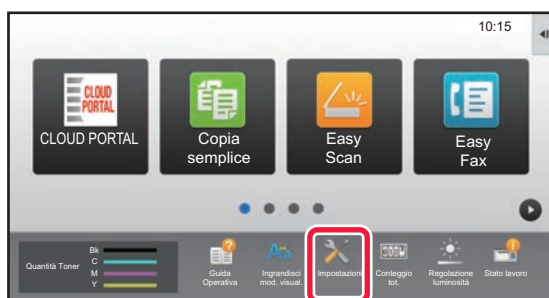 10:15
CLOUD
PORTAL
CLOUD PORTAL
Copia
semplice
Easy
Scan
Easy
Fax
Quantità Toner
Bk
C
M
Y
Guida
Operativa
Ingrandisci
mod. visual.
Impostazioni
Conteggio
tot.
Regolazione
luminosità
Stato lavoro